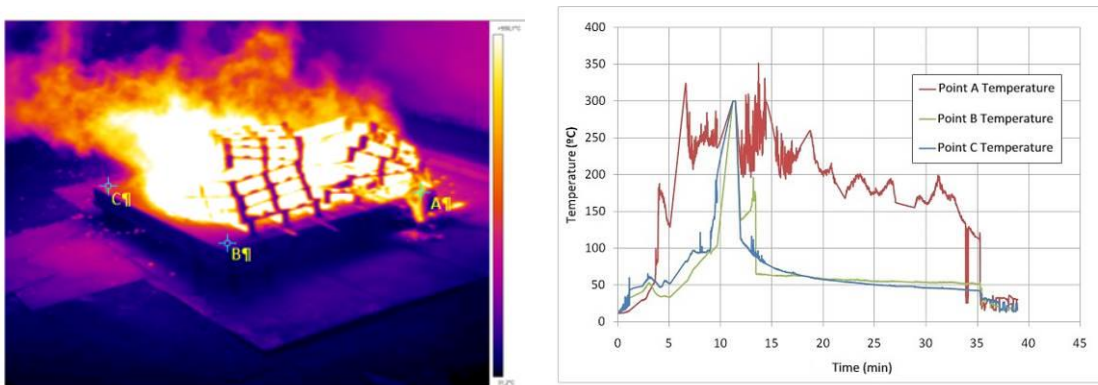 C¶
A¶
B¶
400
350
300
250
200
150
100
50
0
Temperature (ºC)
0 5 10 15 20 25 30 35 40 45
Time (min)
Point A Temperature
Point B Temperature
Point C Temperature